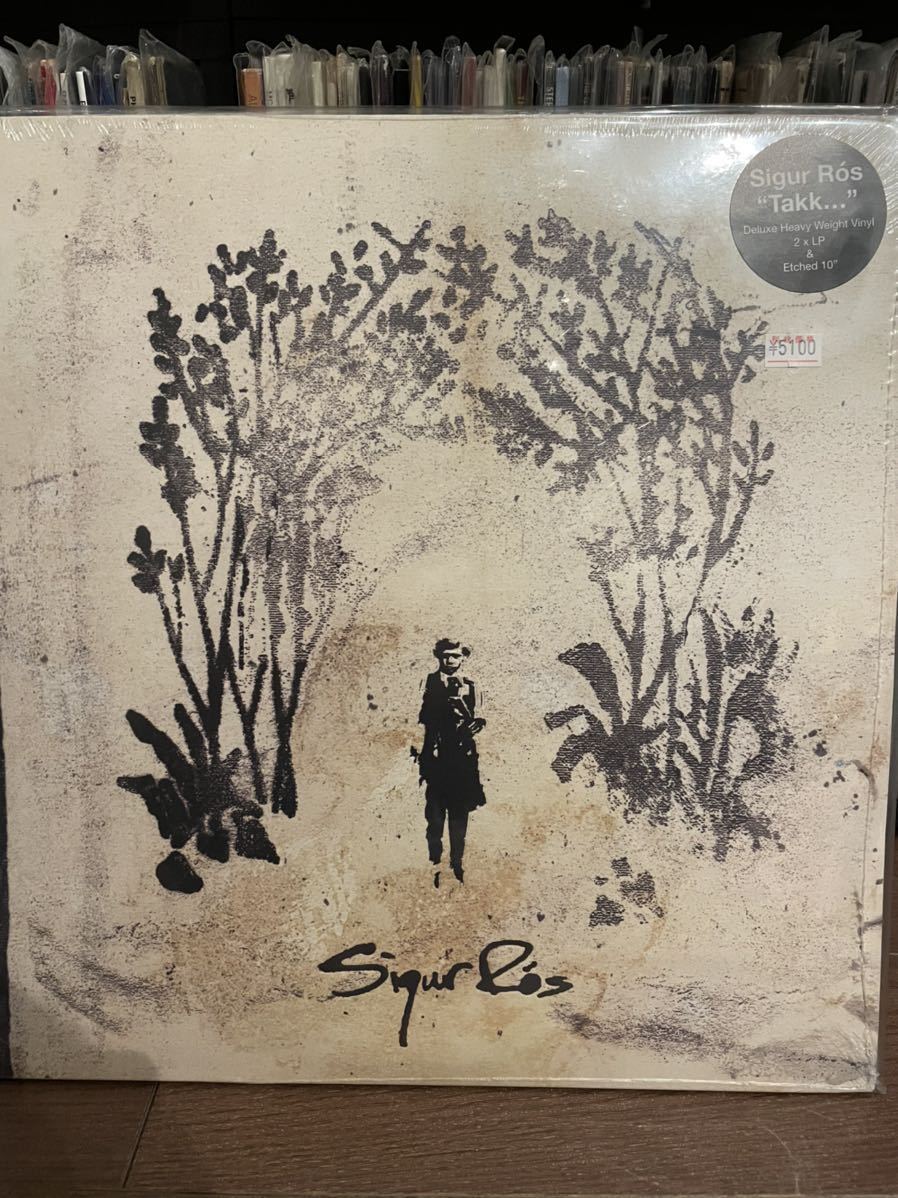 Sigur Rós
“Takk...”
Deluxe Heavy Weight Vinyl
2 x LP
&
Etched 10”
¥5100
Sigur Rós